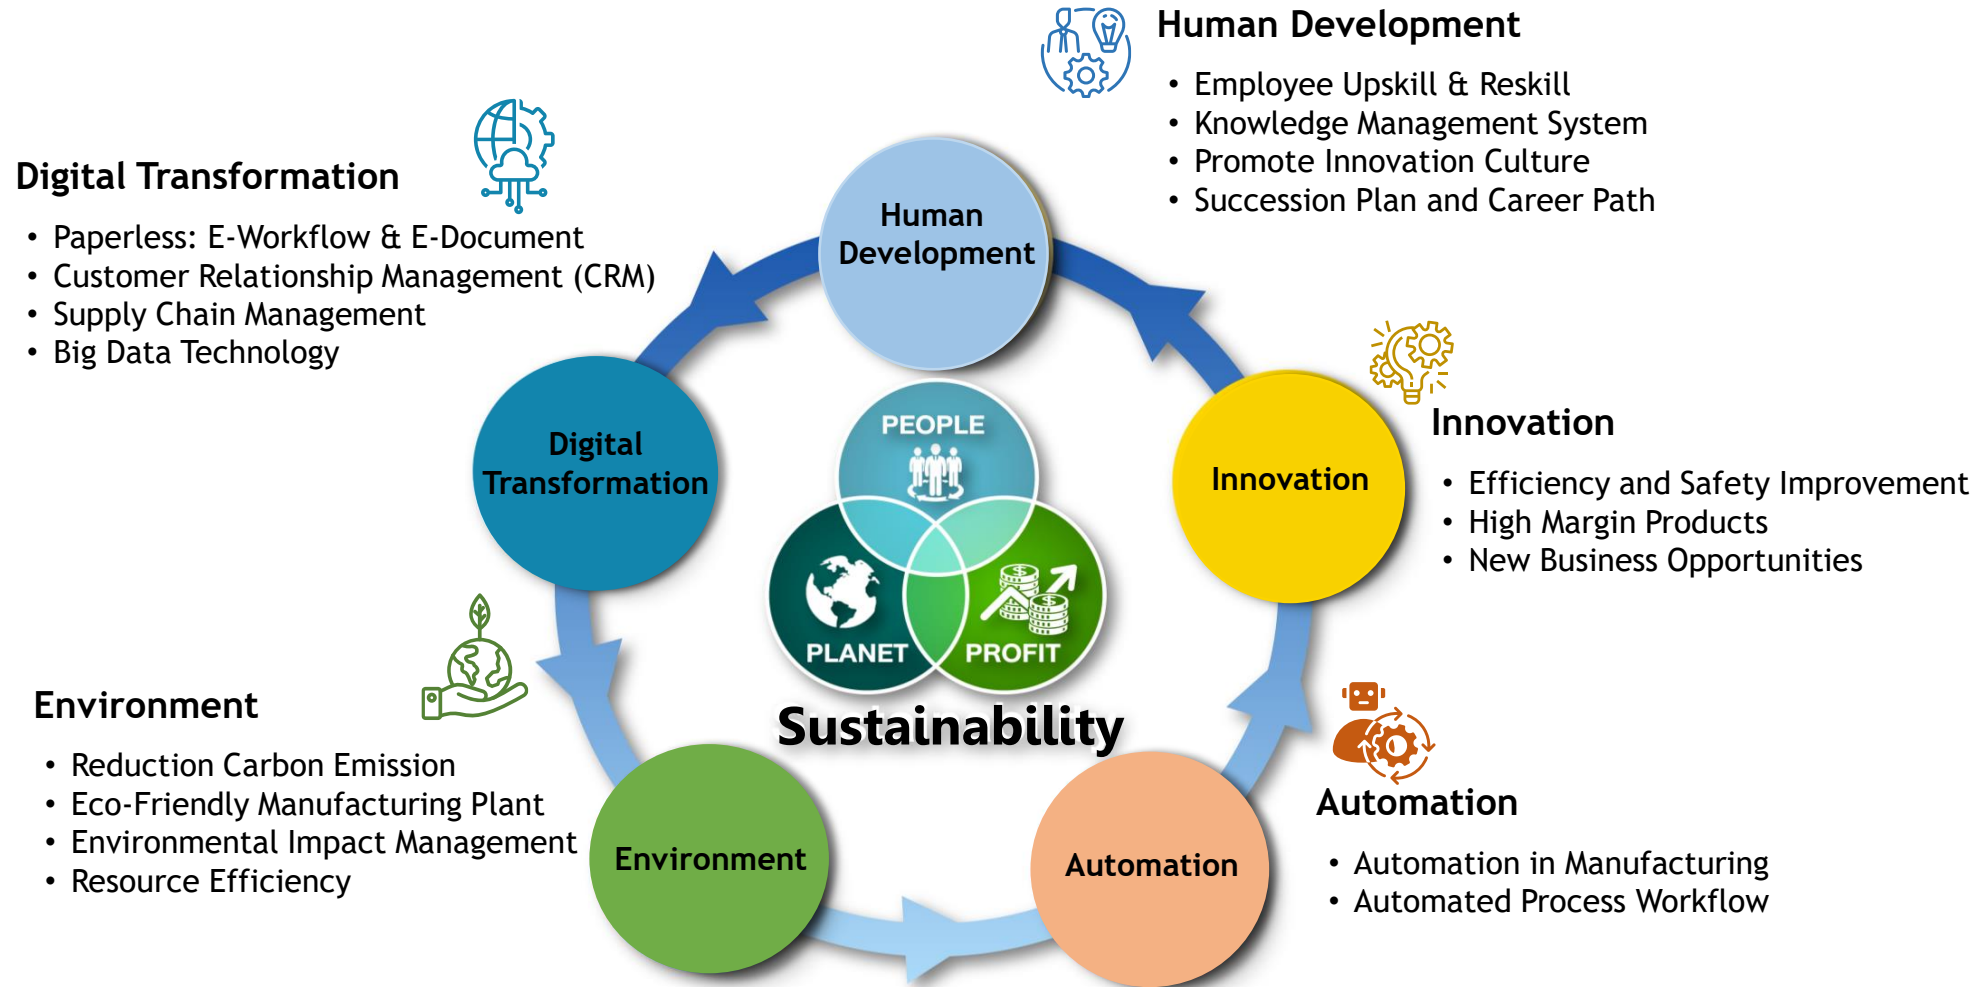 Human Development
• Employee Upskill & Reskill
• Knowledge Management System
• Promote Innovation Culture
• Succession Plan and Career Path
Digital Transformation
• Paperless: E-Workflow & E-Document
• Customer Relationship Management (CRM)
• Supply Chain Management
• Big Data Technology
Human
Development
Digital
Transformation
PEOPLE
PLANET
PROFIT
Sustainability
Innovation
Innovation
• Efficiency and Safety Improvement
• High Margin Products
• New Business Opportunities
Environment
• Reduction Carbon Emission
• Eco-Friendly Manufacturing Plant
• Environmental Impact Management
• Resource Efficiency
Environment
Automation
Automation
• Automation in Manufacturing
• Automated Process Workflow